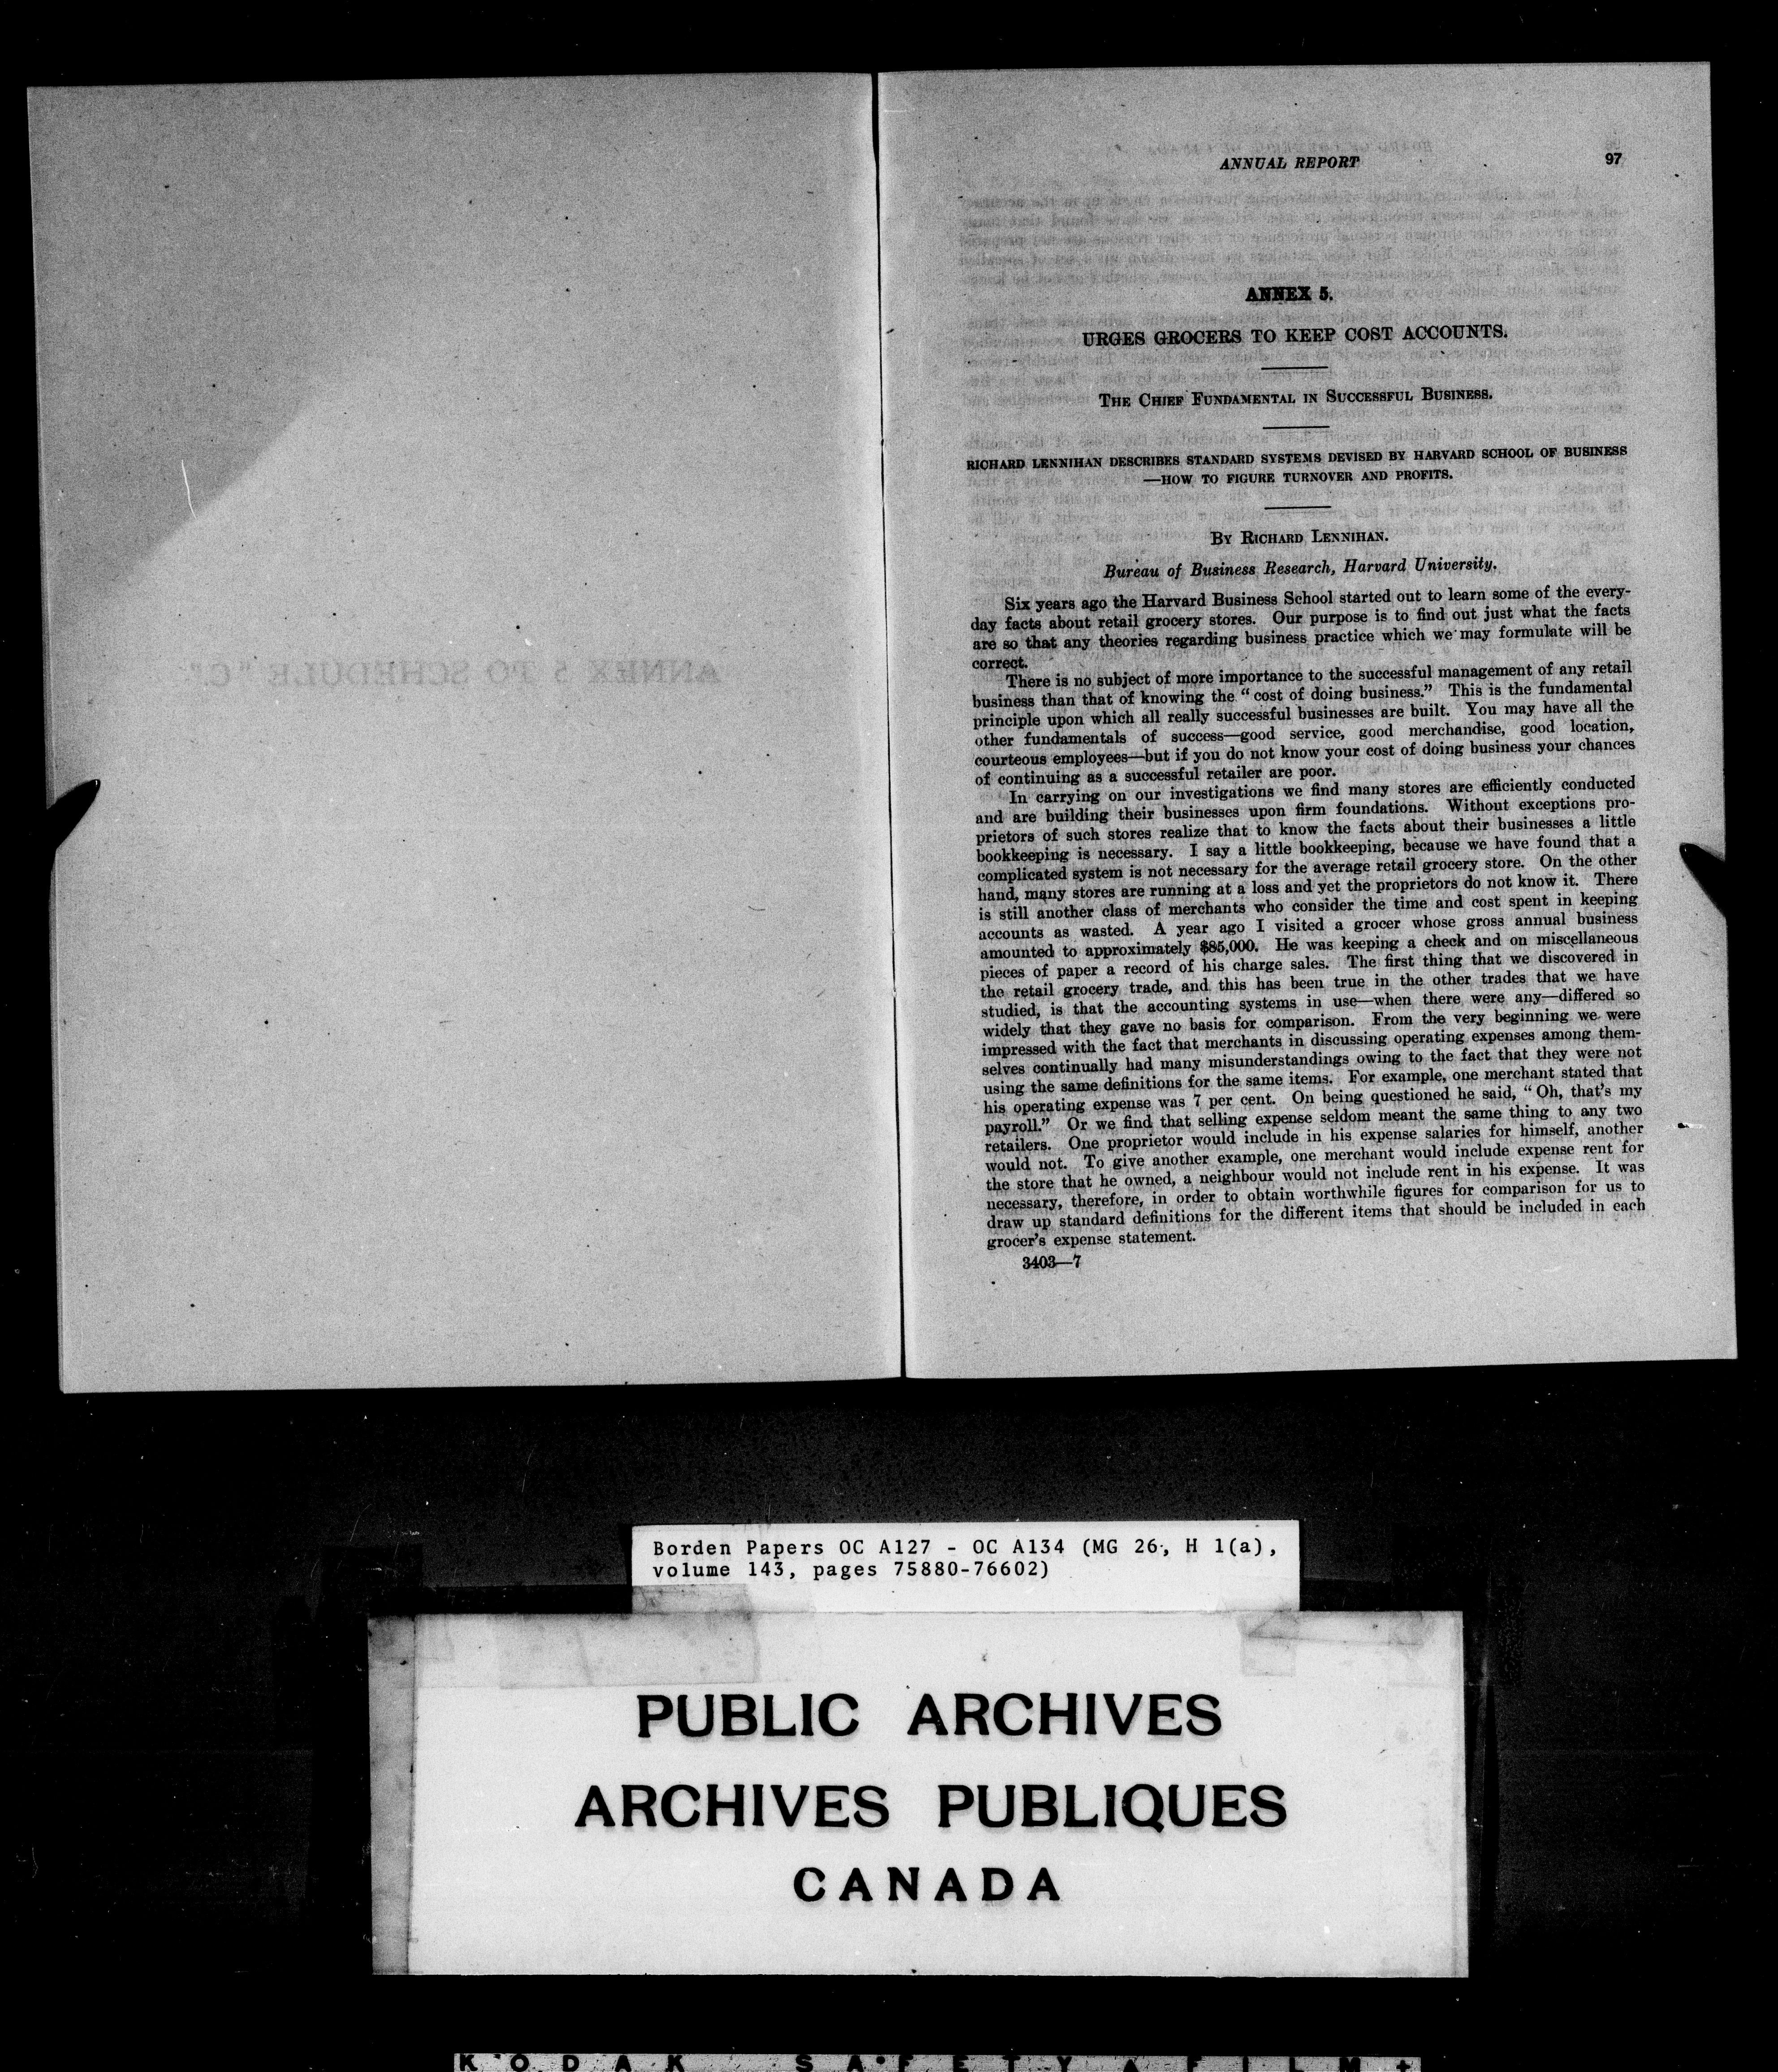 ANNEX 5 TO SCHEDULE "C"
ANNUAL REPORT 97
ANNEX 5.
URGES GROCERS TO KEEP COST ACCOUNTS.
THE CHIEF FUNDAMENTAL IN SUCCESSFUL BUSINESS.
RICHARD LENNIHAN DESCRIBES STANDARD SYSTEMS DEVISED BY HARVARD SCHOOL OF BUSINESS
—HOW TO FIGURE TURNOVER AND PROFITS.
BY RICHARD LENNIHAN.
Bureau of Business Research, Harvard University.
Six years ago the Harvard Business School started out to learn some of the every-
day facts about retail grocery stores. Our purpose is to find out just what the facts
are so that any theories regarding business practice which we may formulate will be
correct.
There is no subject of more importance to the successful management of any retail
business than that of knowing the "cost of doing business." This is the fundamental
principle upon which all really successful businesses are built. You may have all the
other fundamentals of success—good service, good merchandise, good location,
courteous employees—but if you do not know your cost of doing business your chances
of continuing as a successful retailer are poor.
In carrying on our investigations we find many stores are efficiently conducted
and are building their businesses upon firm foundations. Without exceptions pro-
prietors of such stores realize that to know the facts about their businesses a little
bookkeeping is necessary. I say a little bookkeeping, because we have found that a
complicated system is not necessary for the average retail grocery store. On the other
hand, many stores are running at a loss and yet the proprietors do not know it. There
is still another class of merchants who consider the time and cost spent in keeping
accounts as wasted. A year ago I visited a grocer whose gross annual business
amounted to approximately $85,000. He was keeping a check and on miscellaneous
pieces of paper a record of his charge sales. The first thing that we discovered in
the retail grocery trade, and this has been true in the other trades that we have
studied, is that the accounting systems in use—when there were any—differed so
widely that they gave no basis for comparison. From the very beginning we were
impressed with the fact that merchants in discussing operating expenses among them-
selves continually had many misunderstandings owing to the fact that they were not
using the same definitions for the same items. For example, one merchant stated that
his operating expense was 7 per cent. On being questioned he said, "Oh, that's my
payroll." Or we find that selling expense seldom meant the same thing to any two
retailers. One proprietor would include in his expense salaries for himself, another
would not. To give another example, one merchant would include expense rent for
the store that he owned, a neighbour would not include rent in his expense. It was
necessary, therefore, in order to obtain worthwhile figures for comparison for us to
draw up standard definitions for the different items that should be included in each
grocer's expense statement.
3403—7
Borden Papers OC A127 - OC A134 (MG 26, H 1(a),
volume 143, pages 75880-76602)
PUBLIC ARCHIVES
ARCHIVES PUBLIQUES
CANADA
KODAK SAFETY FILM +